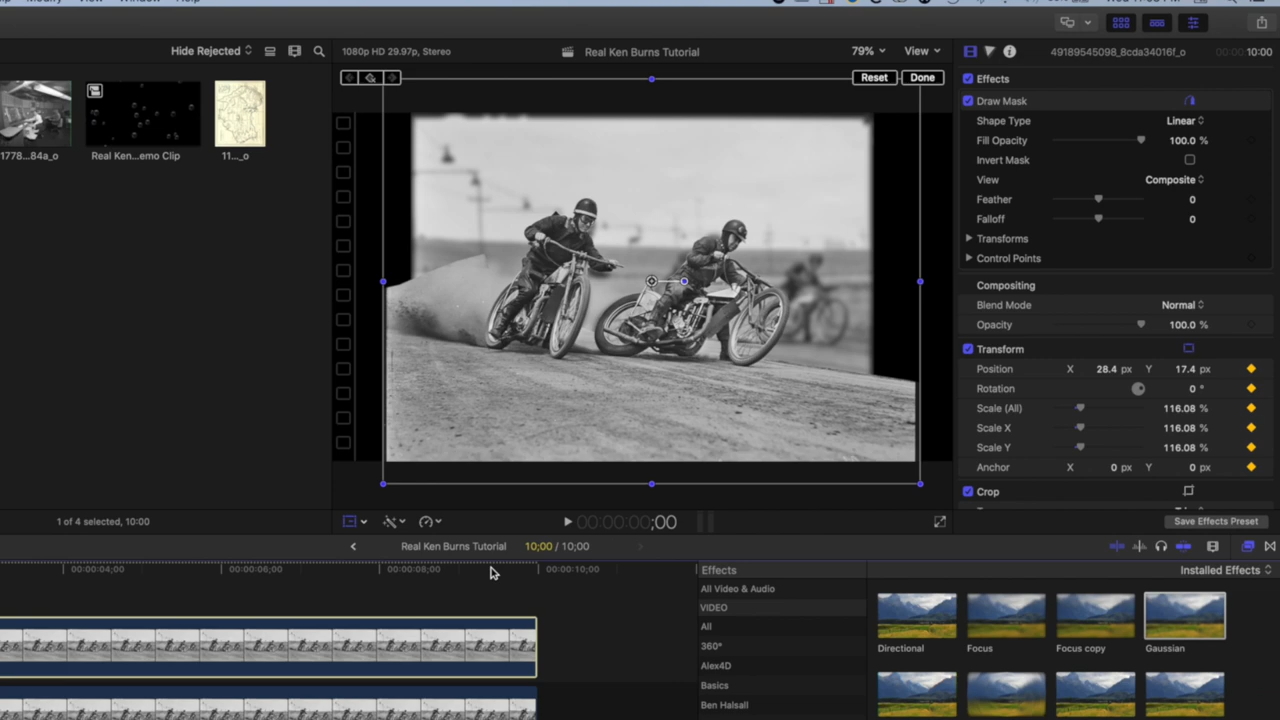 Modify
View
Window
Help
Hide Rejected
1080p HD 29.97p, Stereo
Real Ken Burns Tutorial
79%
View
49189545098_8cda34016f_o
10:00
Reset
Done
1778...84a_o
Real Ken...emo Clip
11..._o
1 of 4 selected, 10:00
Effects
Draw Mask
Shape Type
Linear
Fill Opacity
100.0 %
Invert Mask
View
Composite
Feather
0
Falloff
0
Transforms
Control Points
Compositing
Blend Mode
Normal
Opacity
100.0 %
Transform
Position X 28.4 px Y 17.4 px
Rotation 0 °
Scale (All) 116.08 %
Scale X 116.08 %
Scale Y 116.08 %
Anchor X 0 px Y 0 px
Crop
Save Effects Preset
00:00:00;00
Real Ken Burns Tutorial
10;00 / 10;00
00:00:04;00
00:00:06;00
00:00:08;00
00:00:10;00
Effects
Installed Effects
All Video & Audio
VIDEO
All
360°
Alex4D
Basics
Ben Halsall
Directional
Focus
Focus copy
Gaussian